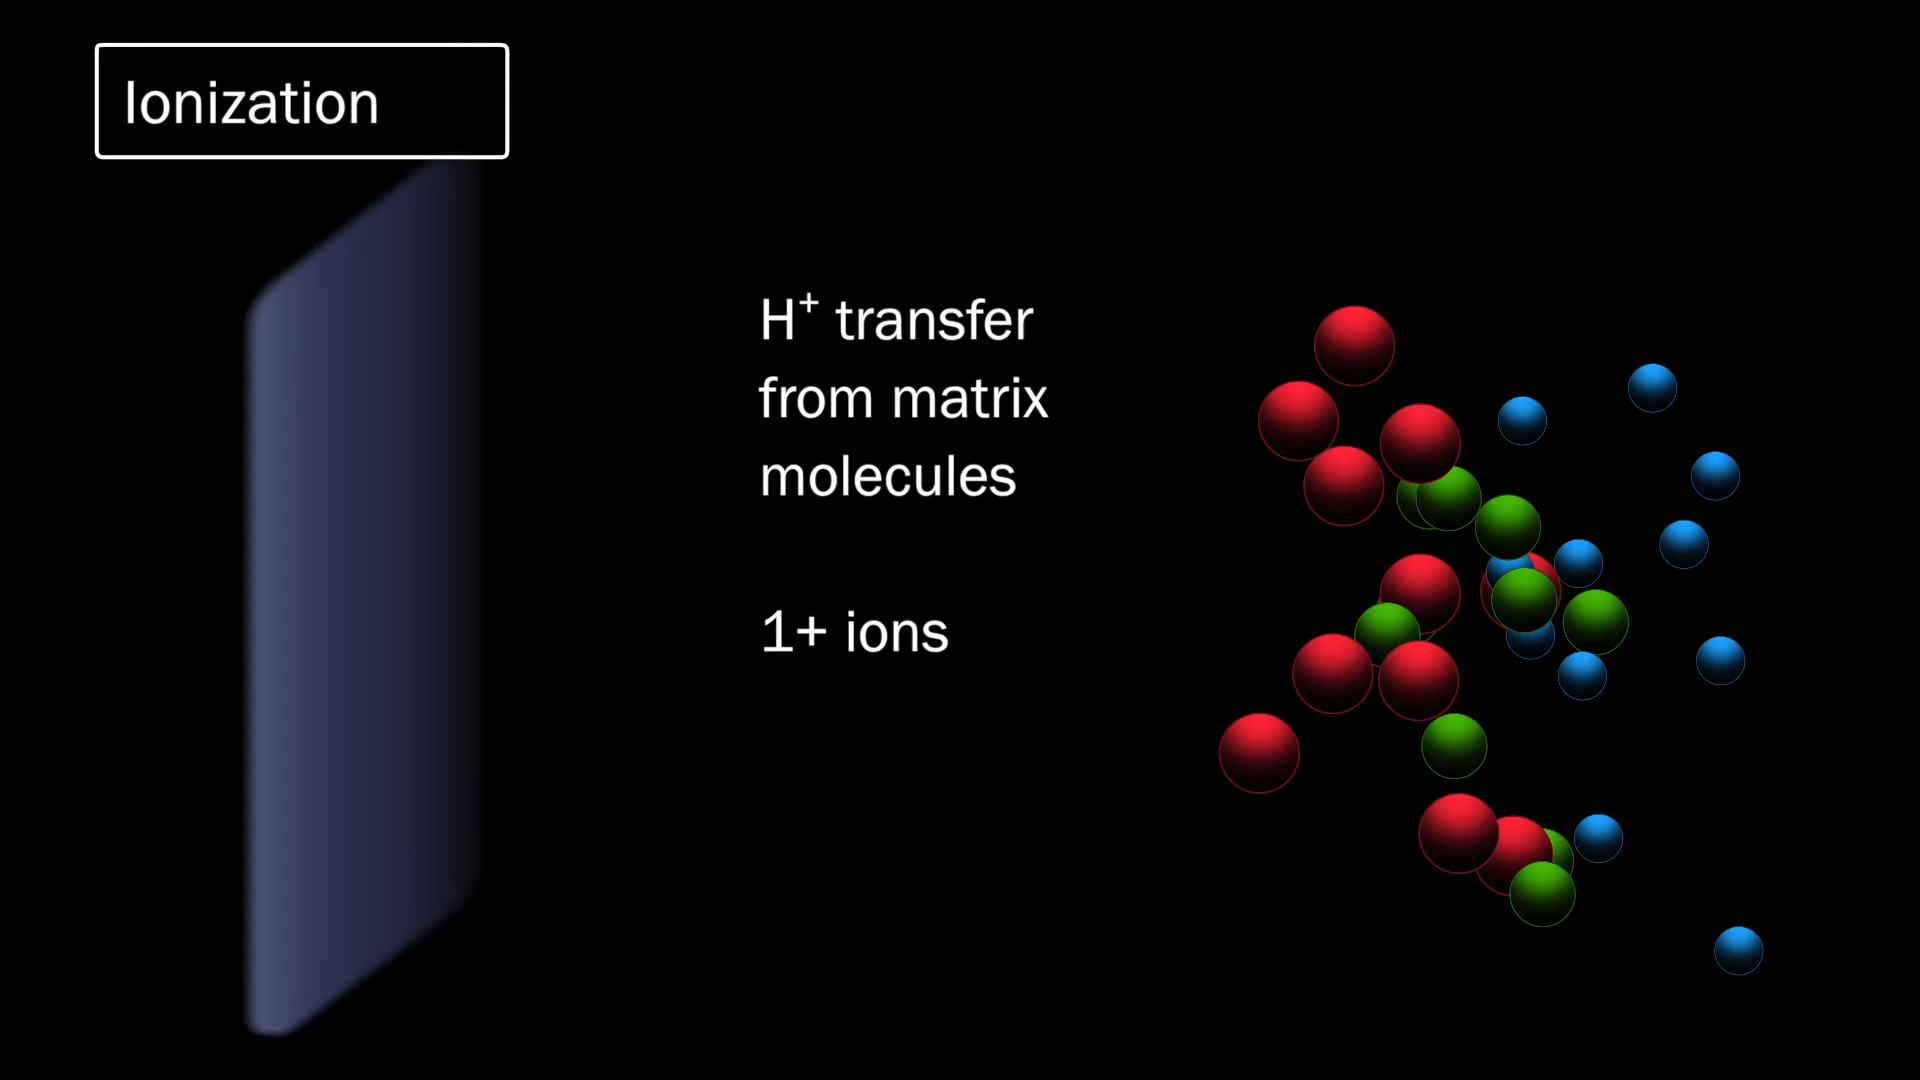 Ionization
H⁺ transfer
from matrix
molecules
1+ ions